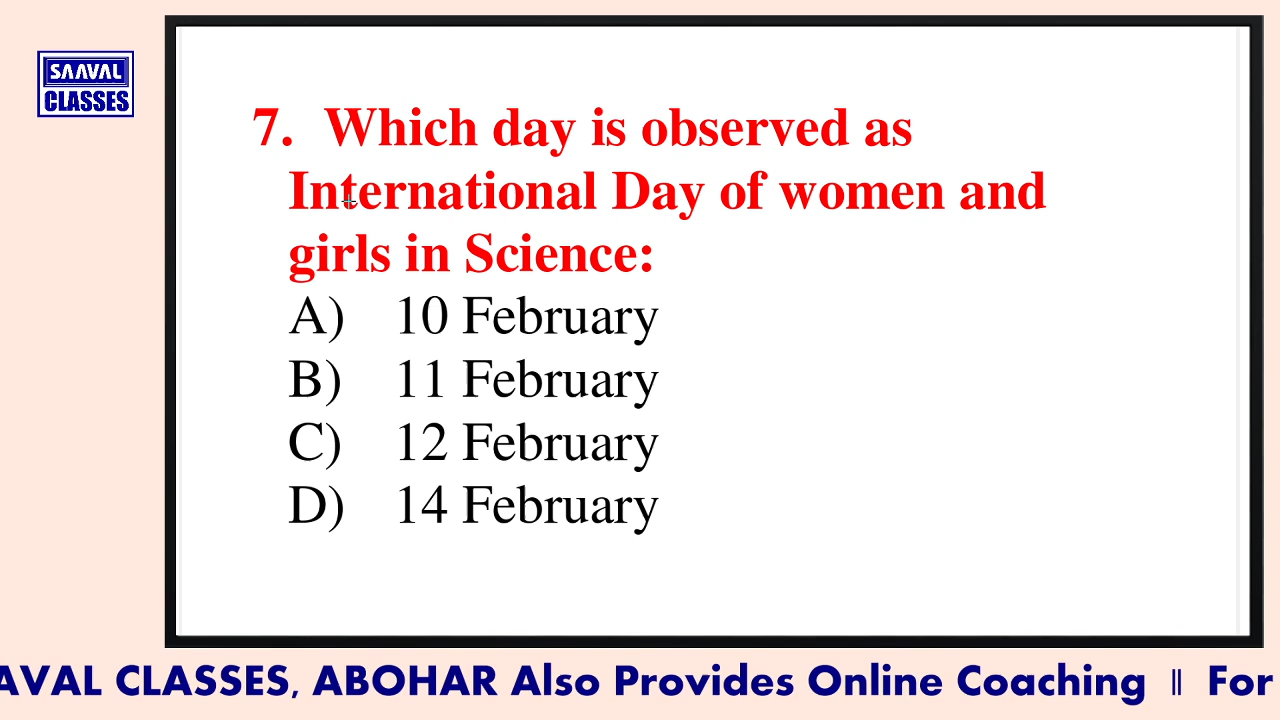 SAAVAL
CLASSES
7. Which day is observed as
International Day of women and
girls in Science:
A) 10 February
B) 11 February
C) 12 February
D) 14 February
AVAL CLASSES, ABOHAR Also Provides Online Coaching || For